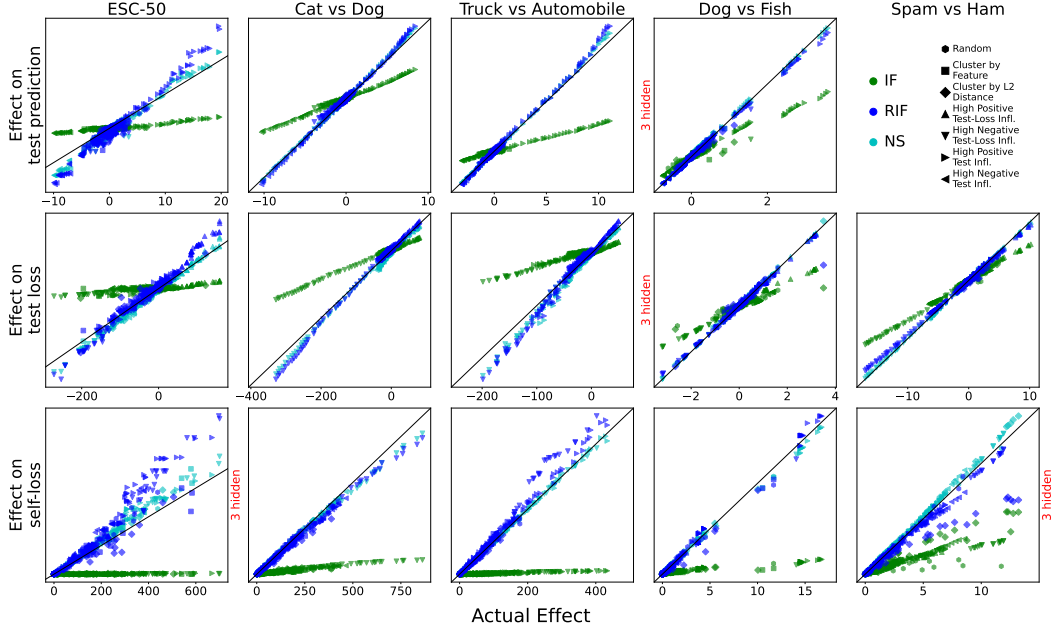 ESC-50
Cat vs Dog
Truck vs Automobile
Dog vs Fish
Spam vs Ham
Effect on
test prediction
−10 0 10 20
−10 0 10
0 5 10
0 2
3 hidden
IF
RIF
NS
Random
Cluster by
Feature
Cluster by L2
Distance
High Positive
Test-Loss Infl.
High Negative
Test-Loss Infl.
High Positive
Test Infl.
High Negative
Test Infl.
Effect on
test loss
−200 0
−400 −200 0
−200 −100 0
−2 0 2 4
−10 0 10
3 hidden
Effect on
self-loss
0 200 400 600
0 250 500 750
0 200 400
0 5 10 15
0 5 10
3 hidden
3 hidden
Actual Effect